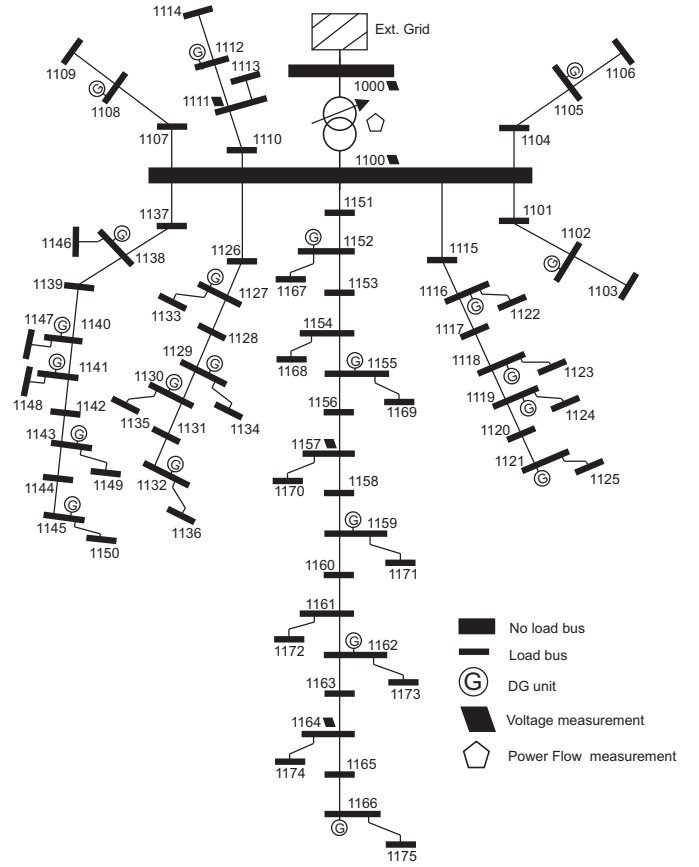 1114
Ext. Grid
1112
G
1109
1113
G
1106
1108
G
1111
1000
1105
1107
1110
1104
1100
1137
1151
1101
1146
G
1138
1126
G
1152
1115
1102
G
1139
G
1127
1167
1153
1116
G
1103
1133
1122
1147
G
1140
1128
1154
1117
1129
G
1118
G
1141
1130
G
1168
G
1155
G
1123
1148
1142
1135
1134
1156
1169
1119
G
1124
1143
G
1131
1157
1120
1149
1132
G
1170
1121
G
1125
1144
1158
1145
G
1136
G
1159
1150
1171
1160
1161
1172
G
1162
1163
1173
1164
1174
1165
1166
G
1175
No load bus
Load bus
G
DG unit
Voltage measurement
Power Flow measurement